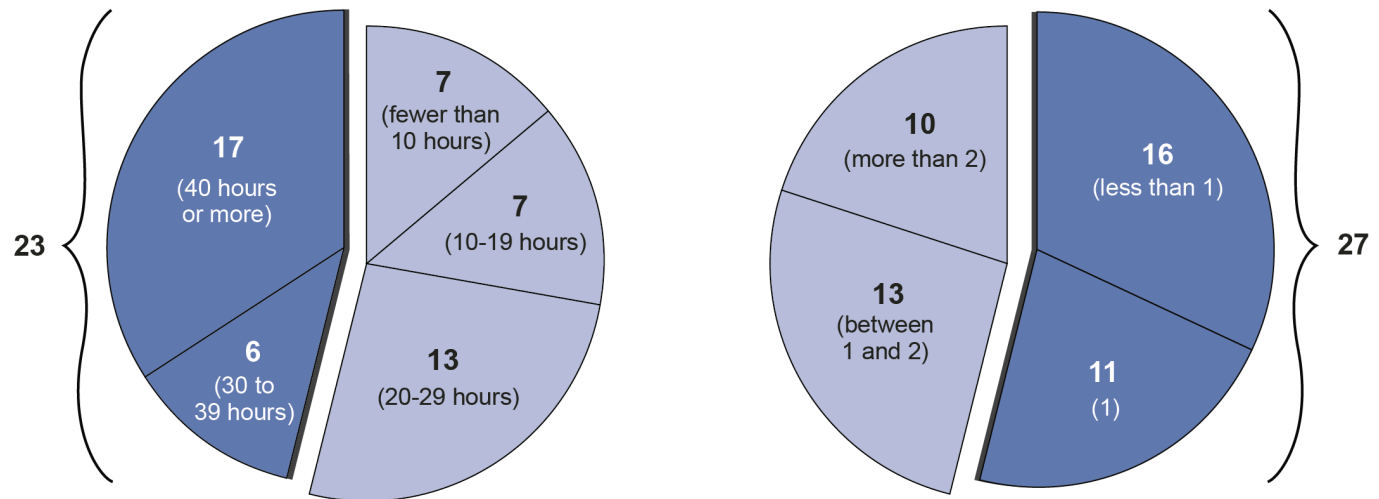 23
17
(40 hours
or more)
6
(30 to
39 hours)
7
(fewer than
10 hours)
7
(10-19 hours)
13
(20-29 hours)
10
(more than 2)
13
(between
1 and 2)
16
(less than 1)
11
(1)
27